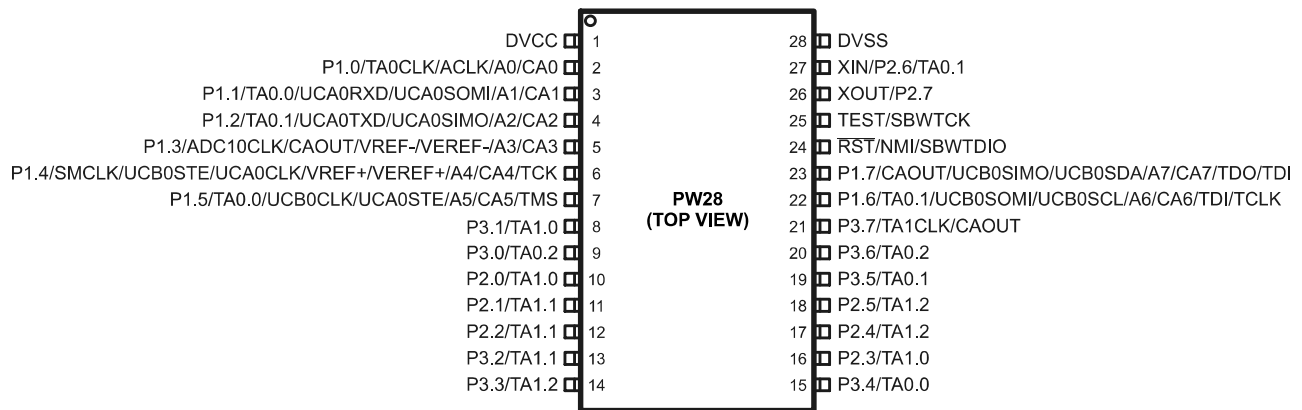 DVCC 1
P1.0/TA0CLK/ACLK/A0/CA0 2
P1.1/TA0.0/UCA0RXD/UCA0SOMI/A1/CA1 3
P1.2/TA0.1/UCA0TXD/UCA0SIMO/A2/CA2 4
P1.3/ADC10CLK/CAOUT/VREF-/VEREF-/A3/CA3 5
P1.4/SMCLK/UCB0STE/UCA0CLK/VREF+/VEREF+/A4/CA4/TCK 6
P1.5/TA0.0/UCB0CLK/UCA0STE/A5/CA5/TMS 7
P3.1/TA1.0 8
P3.0/TA0.2 9
P2.0/TA1.0 10
P2.1/TA1.1 11
P2.2/TA1.1 12
P3.2/TA1.1 13
P3.3/TA1.2 14
PW28
(TOP VIEW)
28 DVSS
27 XIN/P2.6/TA0.1
26 XOUT/P2.7
25 TEST/SBWTCK
24 RST/NMI/SBWTDIO
23 P1.7/CAOUT/UCB0SIMO/UCB0SDA/A7/CA7/TDO/TDI
22 P1.6/TA0.1/UCB0SOMI/UCB0SCL/A6/CA6/TDI/TCLK
21 P3.7/TA1CLK/CAOUT
20 P3.6/TA0.2
19 P3.5/TA0.1
18 P2.5/TA1.2
17 P2.4/TA1.2
16 P2.3/TA1.0
15 P3.4/TA0.0